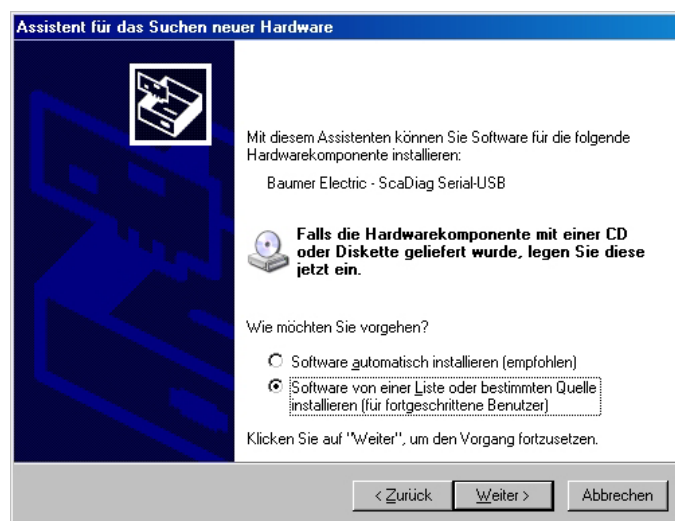 Assistent für das Suchen neuer Hardware
Mit diesem Assistenten können Sie Software für die folgende
Hardwarekomponente installieren:
Baumer Electric - ScaDiag Serial-USB
Falls die Hardwarekomponente mit einer CD
oder Diskette geliefert wurde, legen Sie diese
jetzt ein.
Wie möchten Sie vorgehen?
Software automatisch installieren (empfohlen)
Software von einer Liste oder bestimmten Quelle
installieren (für fortgeschrittene Benutzer)
Klicken Sie auf "Weiter", um den Vorgang fortzusetzen.
< Zurück Weiter > Abbrechen